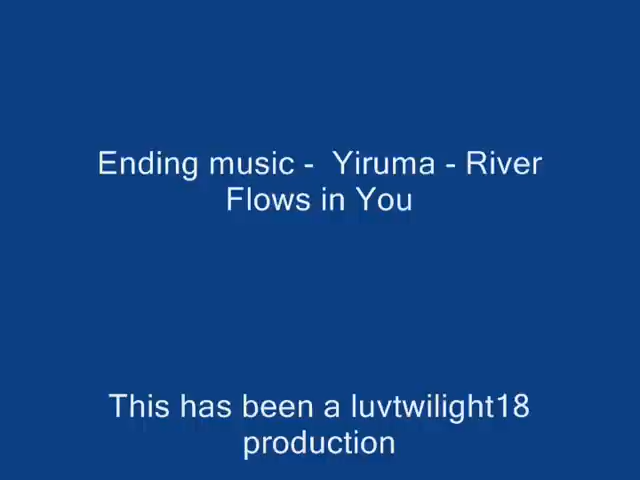 Ending music -  Yiruma - River
Flows in You
This has been a luvtwilight18
production